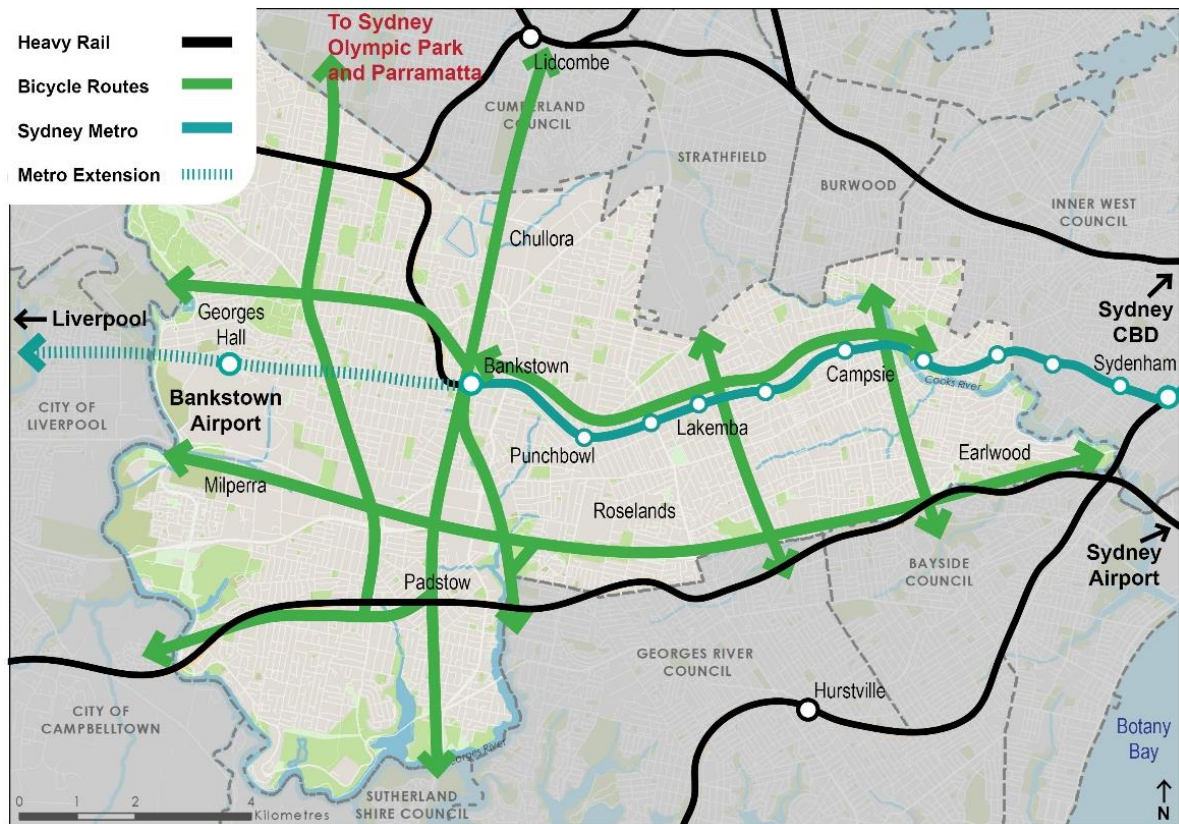 Heavy Rail
Bicycle Routes
Sydney Metro
Metro Extension
To Sydney
Olympic Park
and Parramatta
Lidcombe
CUMBERLAND
COUNCIL
STRATHFIELD
BURWOOD
INNER WEST
COUNCIL
Chullora
Georges
Hall
Liverpool
Bankstown
Sydney
CBD
Sydenham
Campsie
Cooks River
Bankstown
Airport
CITY OF
LIVERPOOL
Lakemba
Punchbowl
Earlwood
Milperra
Roselands
Sydney
Airport
BAYSIDE
COUNCIL
Padstow
GEORGES RIVER
COUNCIL
Hurstville
CITY OF
CAMPBELLTOWN
Botany
Bay
Georges River
SUTHERLAND
SHIRE COUNCIL
0 2 4
Kilometres
N